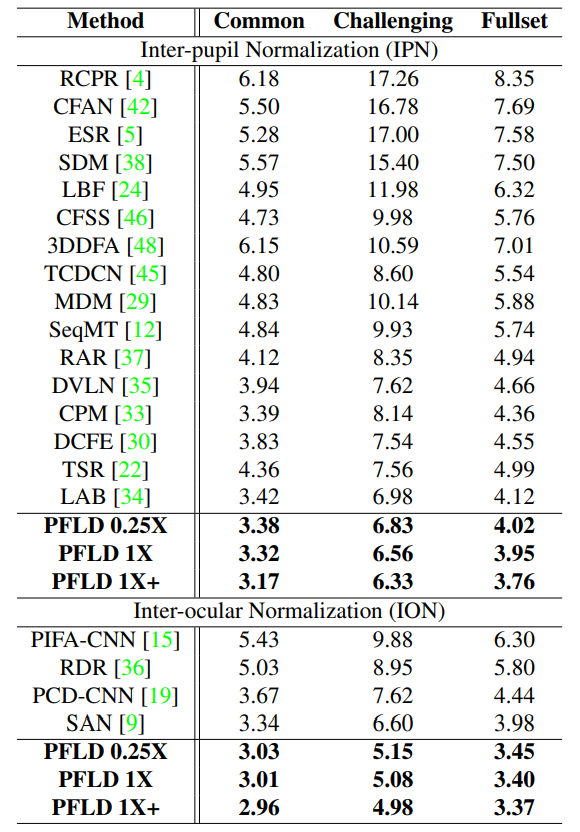 Method Common Challenging Fullset
Inter-pupil Normalization (IPN)
RCPR [4] 6.18 17.26 8.35
CFAN [42] 5.50 16.78 7.69
ESR [5] 5.28 17.00 7.58
SDM [38] 5.57 15.40 7.50
LBF [24] 4.95 11.98 6.32
CFSS [46] 4.73 9.98 5.76
3DDFA [48] 6.15 10.59 7.01
TCDCN [45] 4.80 8.60 5.54
MDM [29] 4.83 10.14 5.88
SeqMT [12] 4.84 9.93 5.74
RAR [37] 4.12 8.35 4.94
DVLN [35] 3.94 7.62 4.66
CPM [33] 3.39 8.14 4.36
DCFE [30] 3.83 7.54 4.55
TSR [22] 4.36 7.56 4.99
LAB [34] 3.42 6.98 4.12
PFLD 0.25X 3.38 6.83 4.02
PFLD 1X 3.32 6.56 3.95
PFLD 1X+ 3.17 6.33 3.76
Inter-ocular Normalization (ION)
PIFA-CNN [15] 5.43 9.88 6.30
RDR [36] 5.03 8.95 5.80
PCD-CNN [19] 3.67 7.62 4.44
SAN [9] 3.34 6.60 3.98
PFLD 0.25X 3.03 5.15 3.45
PFLD 1X 3.01 5.08 3.40
PFLD 1X+ 2.96 4.98 3.37